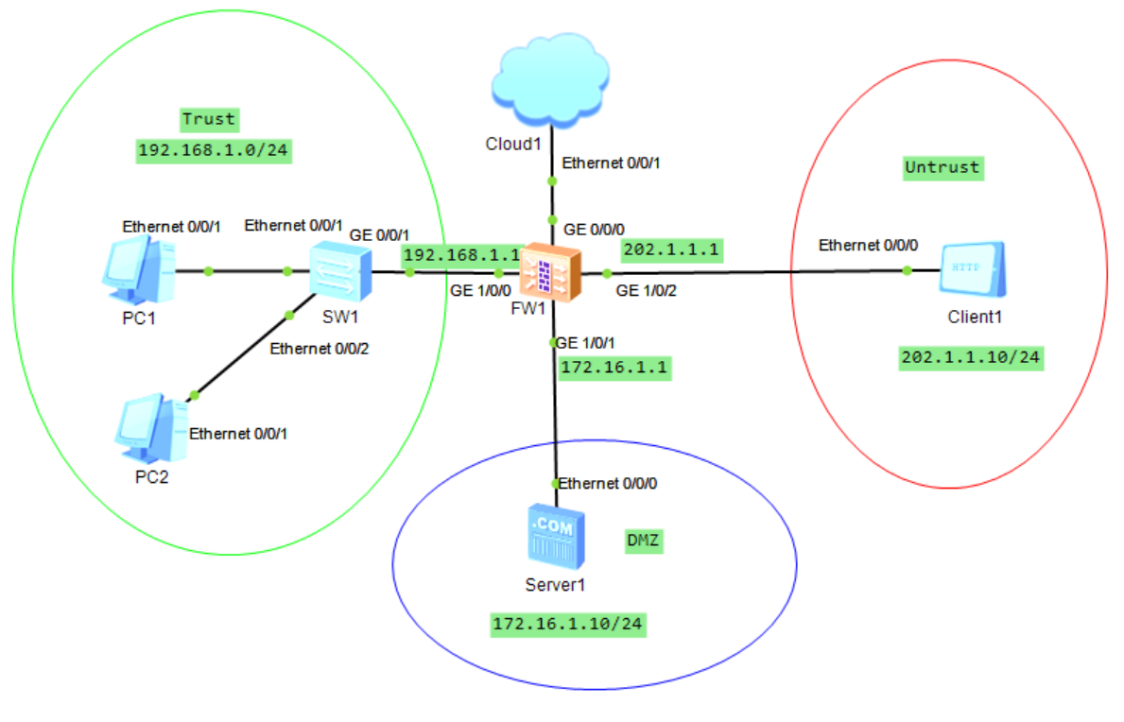 Trust
192.168.1.0/24
Ethernet 0/0/1
Ethernet 0/0/1
GE 0/0/1
PC1
SW1
Ethernet 0/0/2
Ethernet 0/0/1
PC2
Cloud1
Ethernet 0/0/1
GE 0/0/0
192.168.1.1
202.1.1.1
GE 1/0/0
FW1
GE 1/0/2
GE 1/0/1
172.16.1.1
Untrust
Ethernet 0/0/0
HTTP
Client1
202.1.1.10/24
Ethernet 0/0/0
.COM
DMZ
Server1
172.16.1.10/24